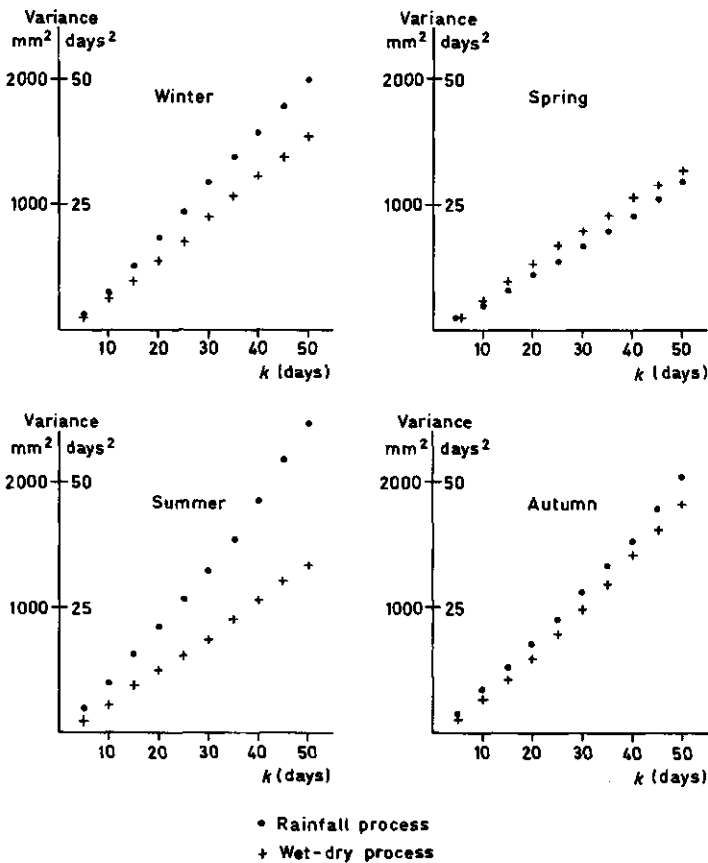 Variance
mm² days²
2000 50
Winter
1000 25
10 20 30 40 50
k (days)
Variance
mm² days²
2000 50
Spring
1000 25
10 20 30 40 50
k (days)
Variance
mm² days²
2000 50
Summer
1000 25
10 20 30 40 50
k (days)
Variance
mm² days²
2000 50
Autumn
1000 25
10 20 30 40 50
k (days)
• Rainfall process
+ Wet-dry process